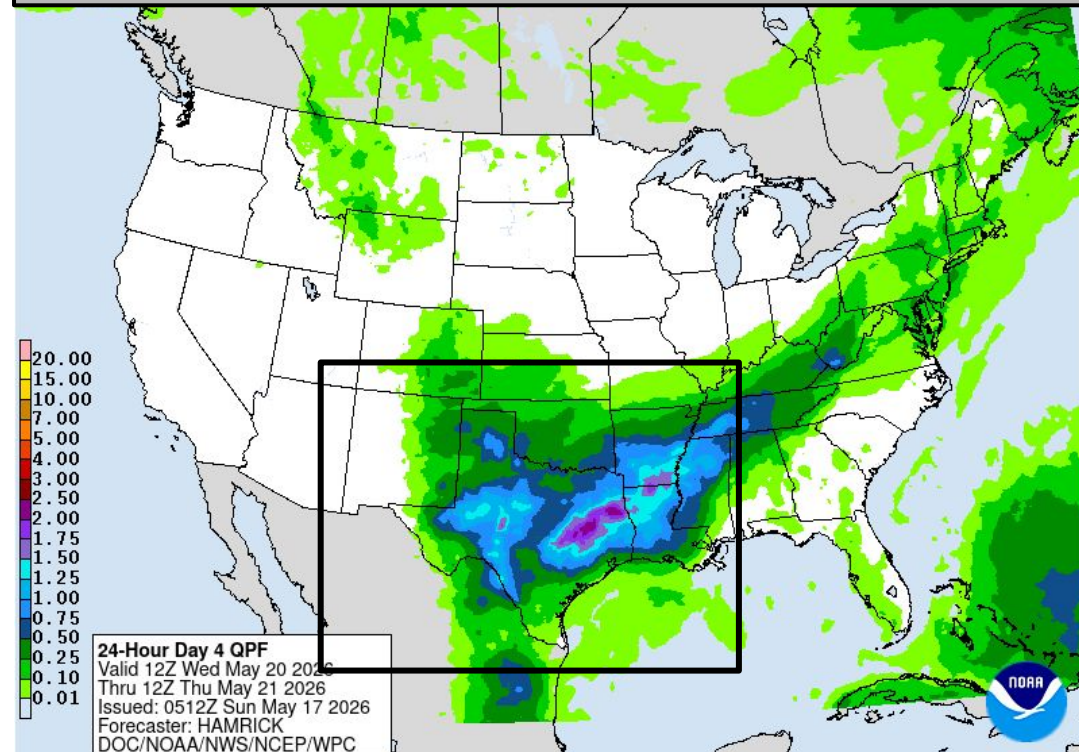 20.00
15.00
10.00
7.00
5.00
4.00
3.00
2.50
2.00
1.75
1.50
1.25
1.00
0.75
0.50
0.25
0.10
0.01
24-Hour Day 4 QPF
Valid 12Z Wed May 20 2026
Thru 12Z Thu May 21 2026
Issued: 0512Z Sun May 17 2026
Forecaster: HAMRICK
DOC/NOAA/NWS/NCEP/WPC
NOAA